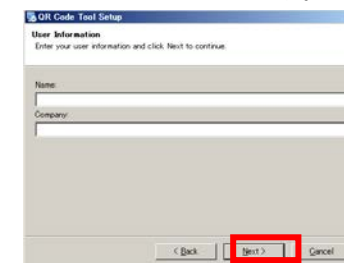 QR Code Tool Setup
User Information
Enter your user information and click Next to continue.
Name:
Company:
< Back
Next >
Cancel